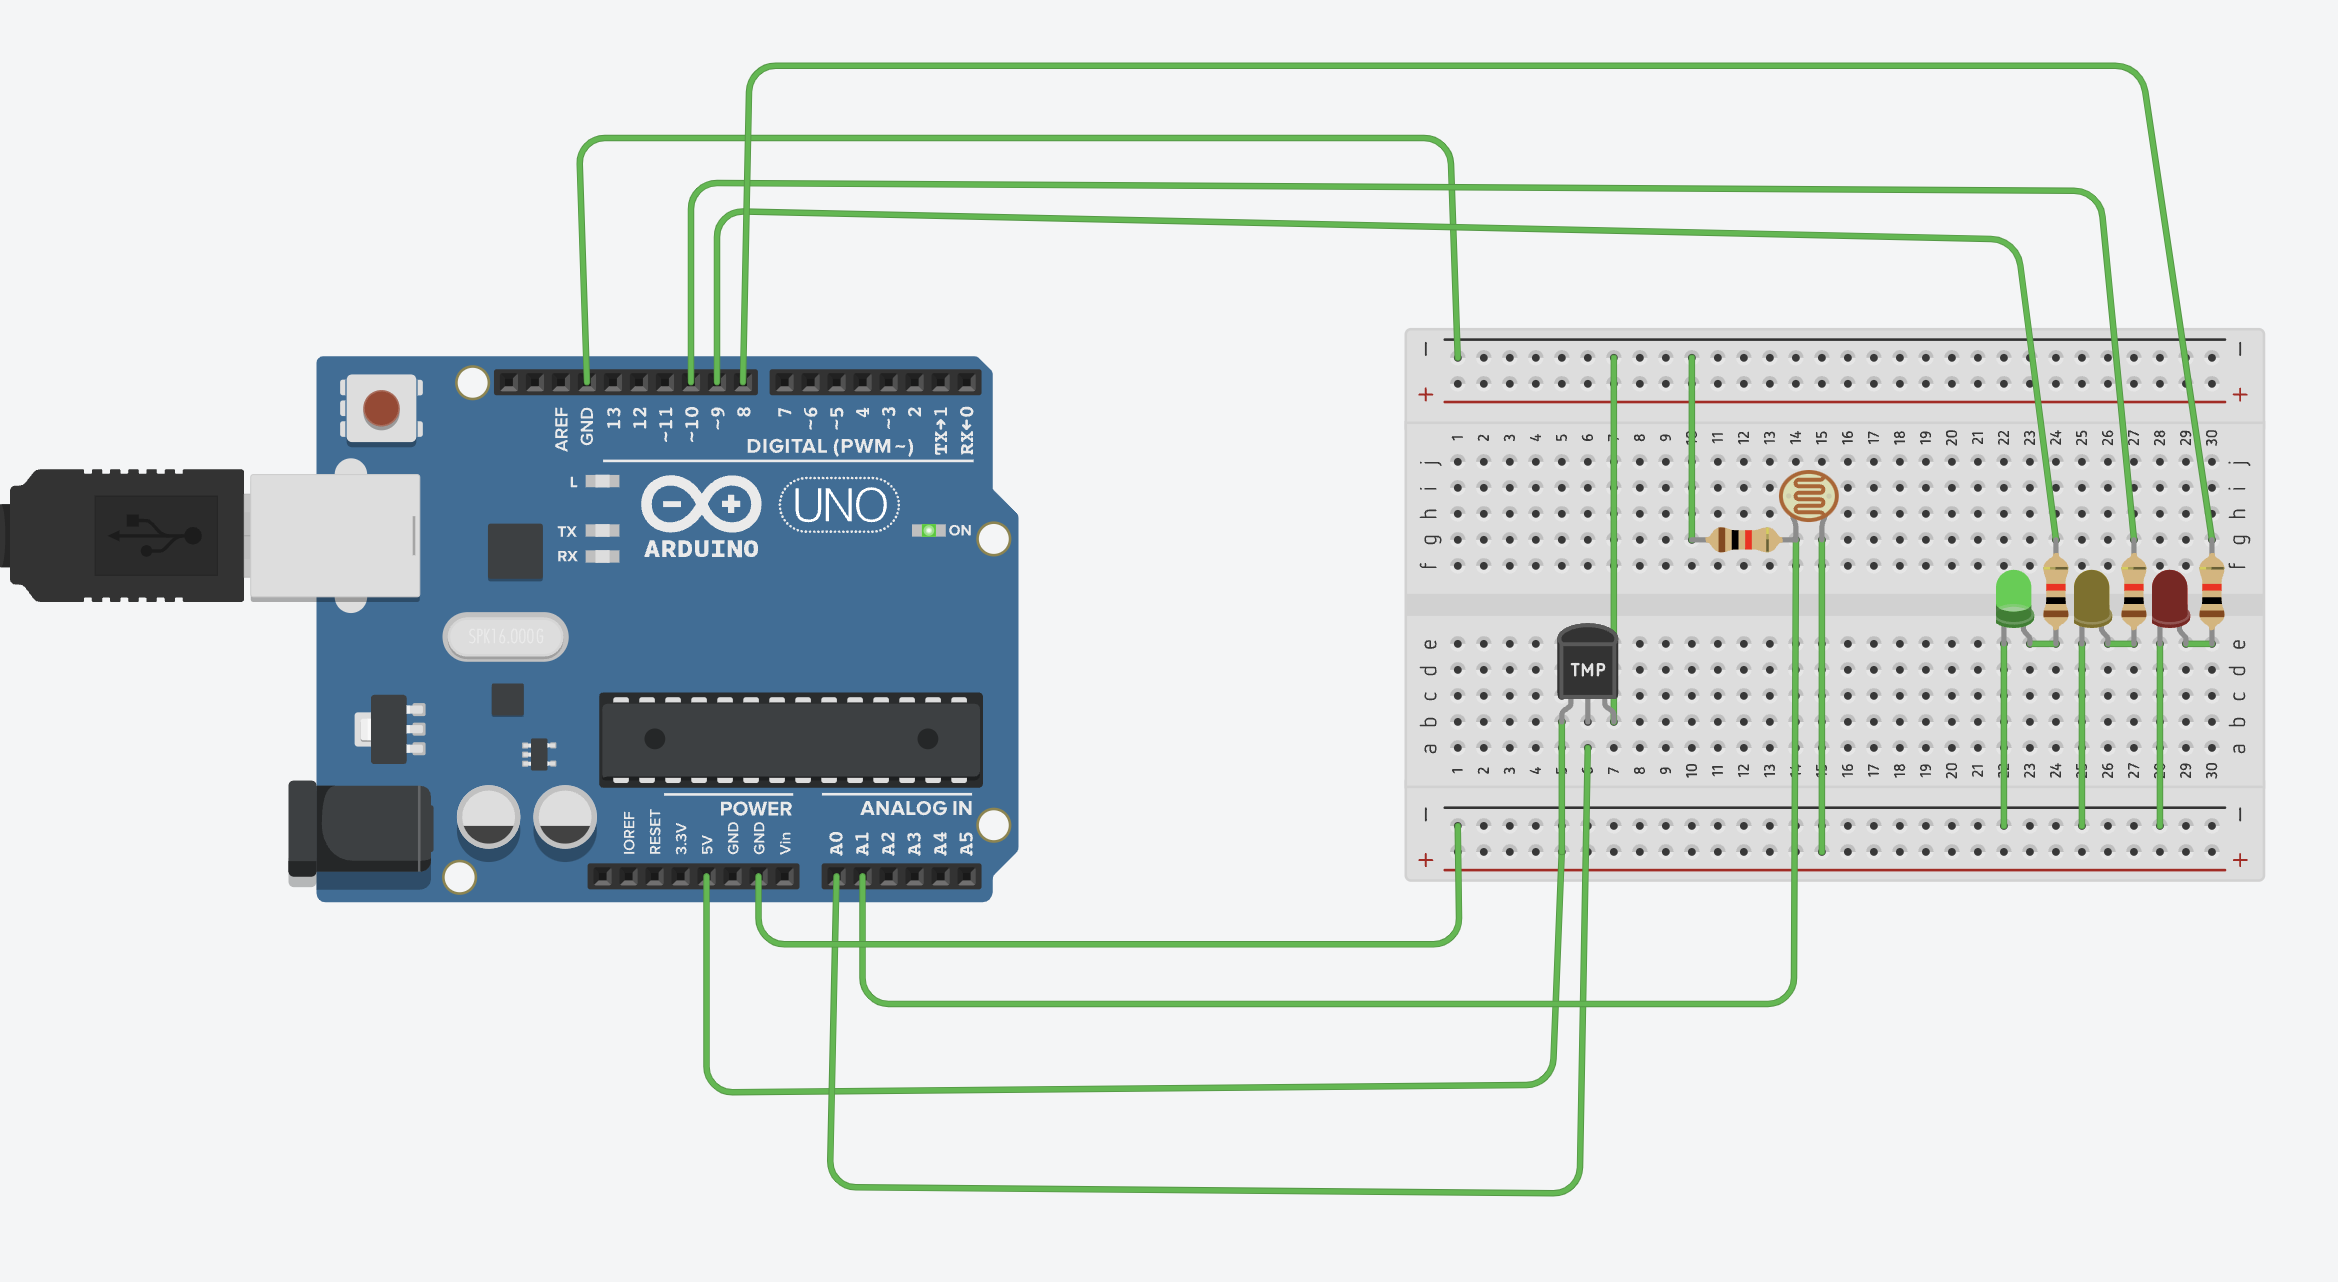 AREF
GND
13
12
~11
~10
~9
8
7
~6
~5
4
~3
2
TX→1
RX←0
DIGITAL (PWM ~)
L
TX
RX
UNO
ARDUINO
ON
SPK16.000G
POWER
ANALOG IN
IOREF
RESET
3.3V
5V
GND
GND
Vin
A0
A1
A2
A3
A4
A5
− −
+ +
1 2 3 4 5 6 7 8 9 10 11 12 13 14 15 16 17 18 19 20 21 22 23 24 25 26 27 28 29 30
j j
i i
h h
g g
f f
e e
TMP
d d
c c
b b
a a
1 2 3 4 5 6 7 8 9 10 11 12 13 14 15 16 17 18 19 20 21 22 23 24 25 26 27 28 29 30
− −
+ +